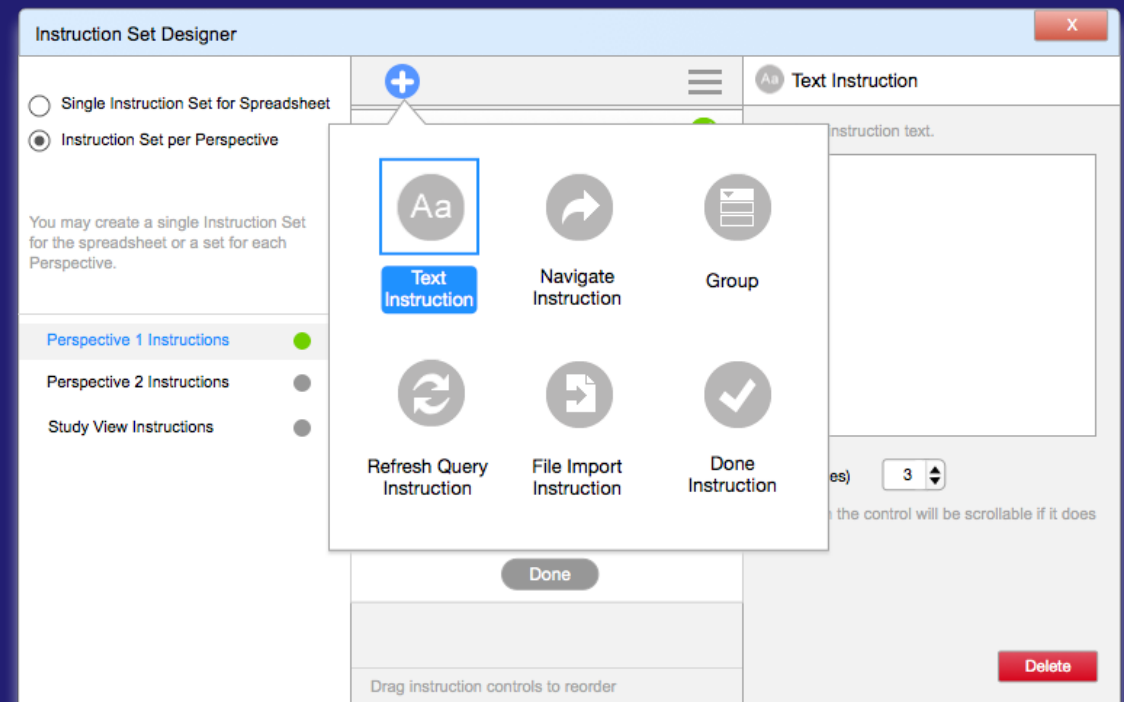 Instruction Set Designer
X
Single Instruction Set for Spreadsheet
Instruction Set per Perspective
You may create a single Instruction Set
for the spreadsheet or a set for each
Perspective.
Perspective 1 Instructions
Perspective 2 Instructions
Study View Instructions
Aa
Text
Instruction
Navigate
Instruction
Group
Refresh Query
Instruction
File Import
Instruction
Done
Instruction
Done
Drag instruction controls to reorder
Aa Text Instruction
nstruction text.
es) 3
the control will be scrollable if it does
Delete